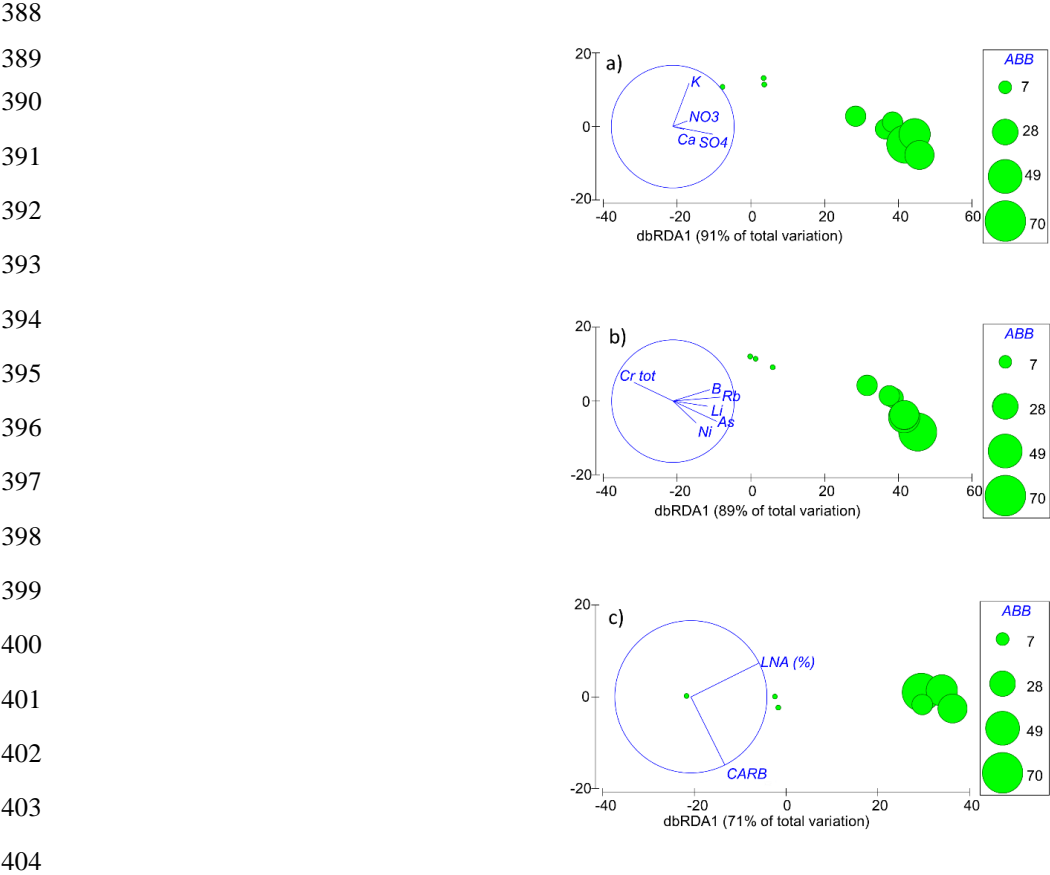 388
389
390
391
392
393
394
395
396
397
398
399
400
401
402
403
404
a)
20
0
-20
K
NO3
Ca SO4
-40 -20 0 20 40 60
dbRDA1 (91% of total variation)
ABB
7
28
49
70
b)
20
0
-20
Cr tot
B
Rb
Li
As
Ni
-40 -20 0 20 40 60
dbRDA1 (89% of total variation)
ABB
7
28
49
70
c)
20
0
-20
LNA (%)
CARB
-40 -20 0 20 40
dbRDA1 (71% of total variation)
ABB
7
28
49
70